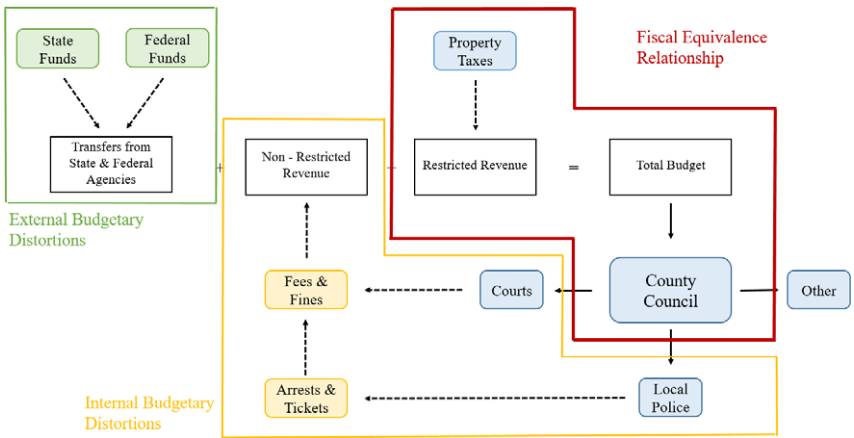 State
Funds
Federal
Funds
Property
Taxes
Fiscal Equivalence
Relationship
Transfers from
State & Federal
Agencies
+
Non - Restricted
Revenue
+
Restricted Revenue
=
Total Budget
External Budgetary
Distortions
Fees &
Fines
Courts
County
Council
Other
Internal Budgetary
Distortions
Arrests &
Tickets
Local
Police